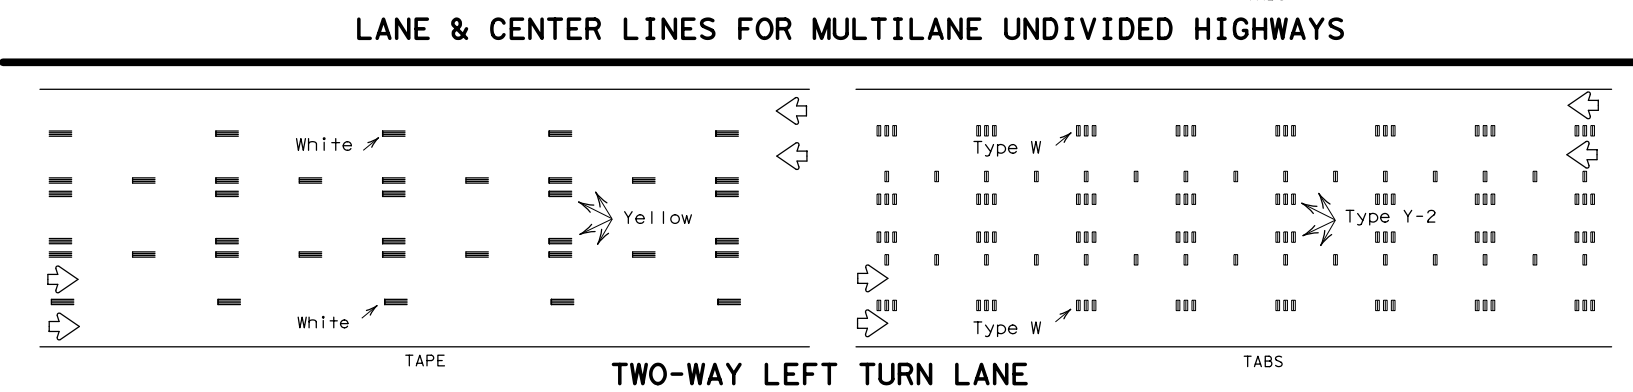 LANE & CENTER LINES FOR MULTILANE UNDIVIDED HIGHWAYS
White
Yellow
White
TAPE
Type W
Type Y-2
Type W
TABS
TWO-WAY LEFT TURN LANE